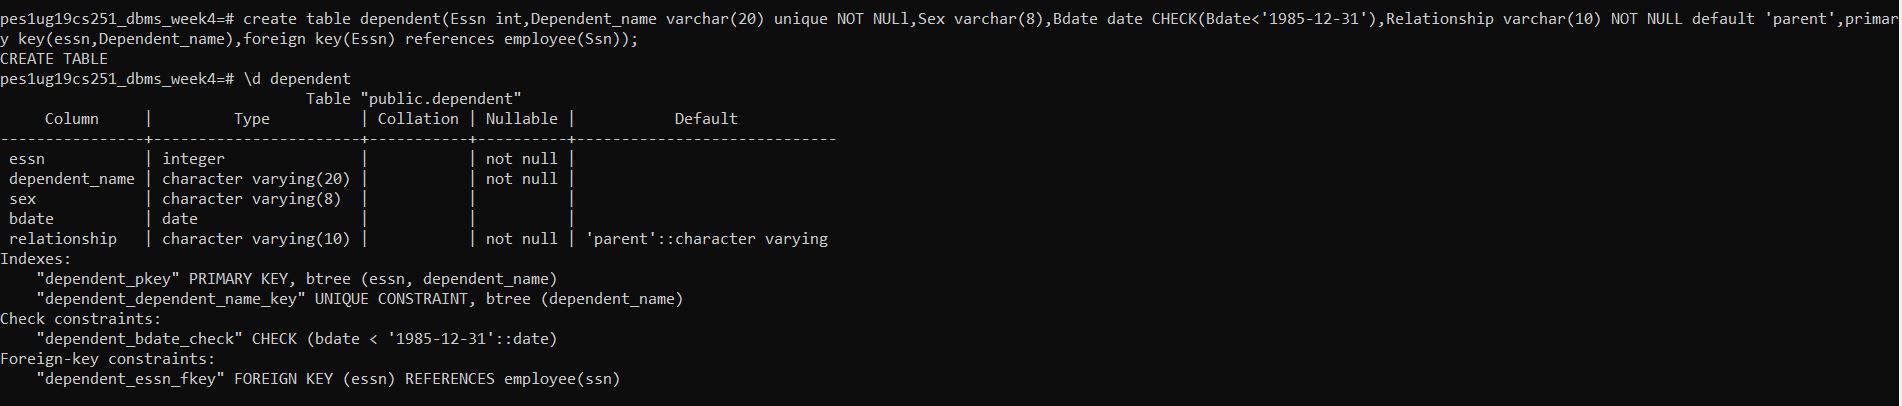 pes1ug19cs251_dbms_week4=# create table dependent(Essn int,Dependent_name varchar(20) unique NOT NULl,Sex varchar(8),Bdate date CHECK(Bdate<'1985-12-31'),Relationship varchar(10) NOT NULL default 'parent',primar
y key(essn,Dependent_name),foreign key(Essn) references employee(Ssn));
CREATE TABLE
pes1ug19cs251_dbms_week4=# \d dependent
                                 Table "public.dependent"
     Column     |         Type          | Collation | Nullable |           Default
----------------+-----------------------+-----------+----------+-----------------------------
 essn           | integer               |           | not null |
 dependent_name | character varying(20) |           | not null |
 sex            | character varying(8)  |           |          |
 bdate          | date                  |           |          |
 relationship   | character varying(10) |           | not null | 'parent'::character varying
Indexes:
    "dependent_pkey" PRIMARY KEY, btree (essn, dependent_name)
    "dependent_dependent_name_key" UNIQUE CONSTRAINT, btree (dependent_name)
Check constraints:
    "dependent_bdate_check" CHECK (bdate < '1985-12-31'::date)
Foreign-key constraints:
    "dependent_essn_fkey" FOREIGN KEY (essn) REFERENCES employee(ssn)